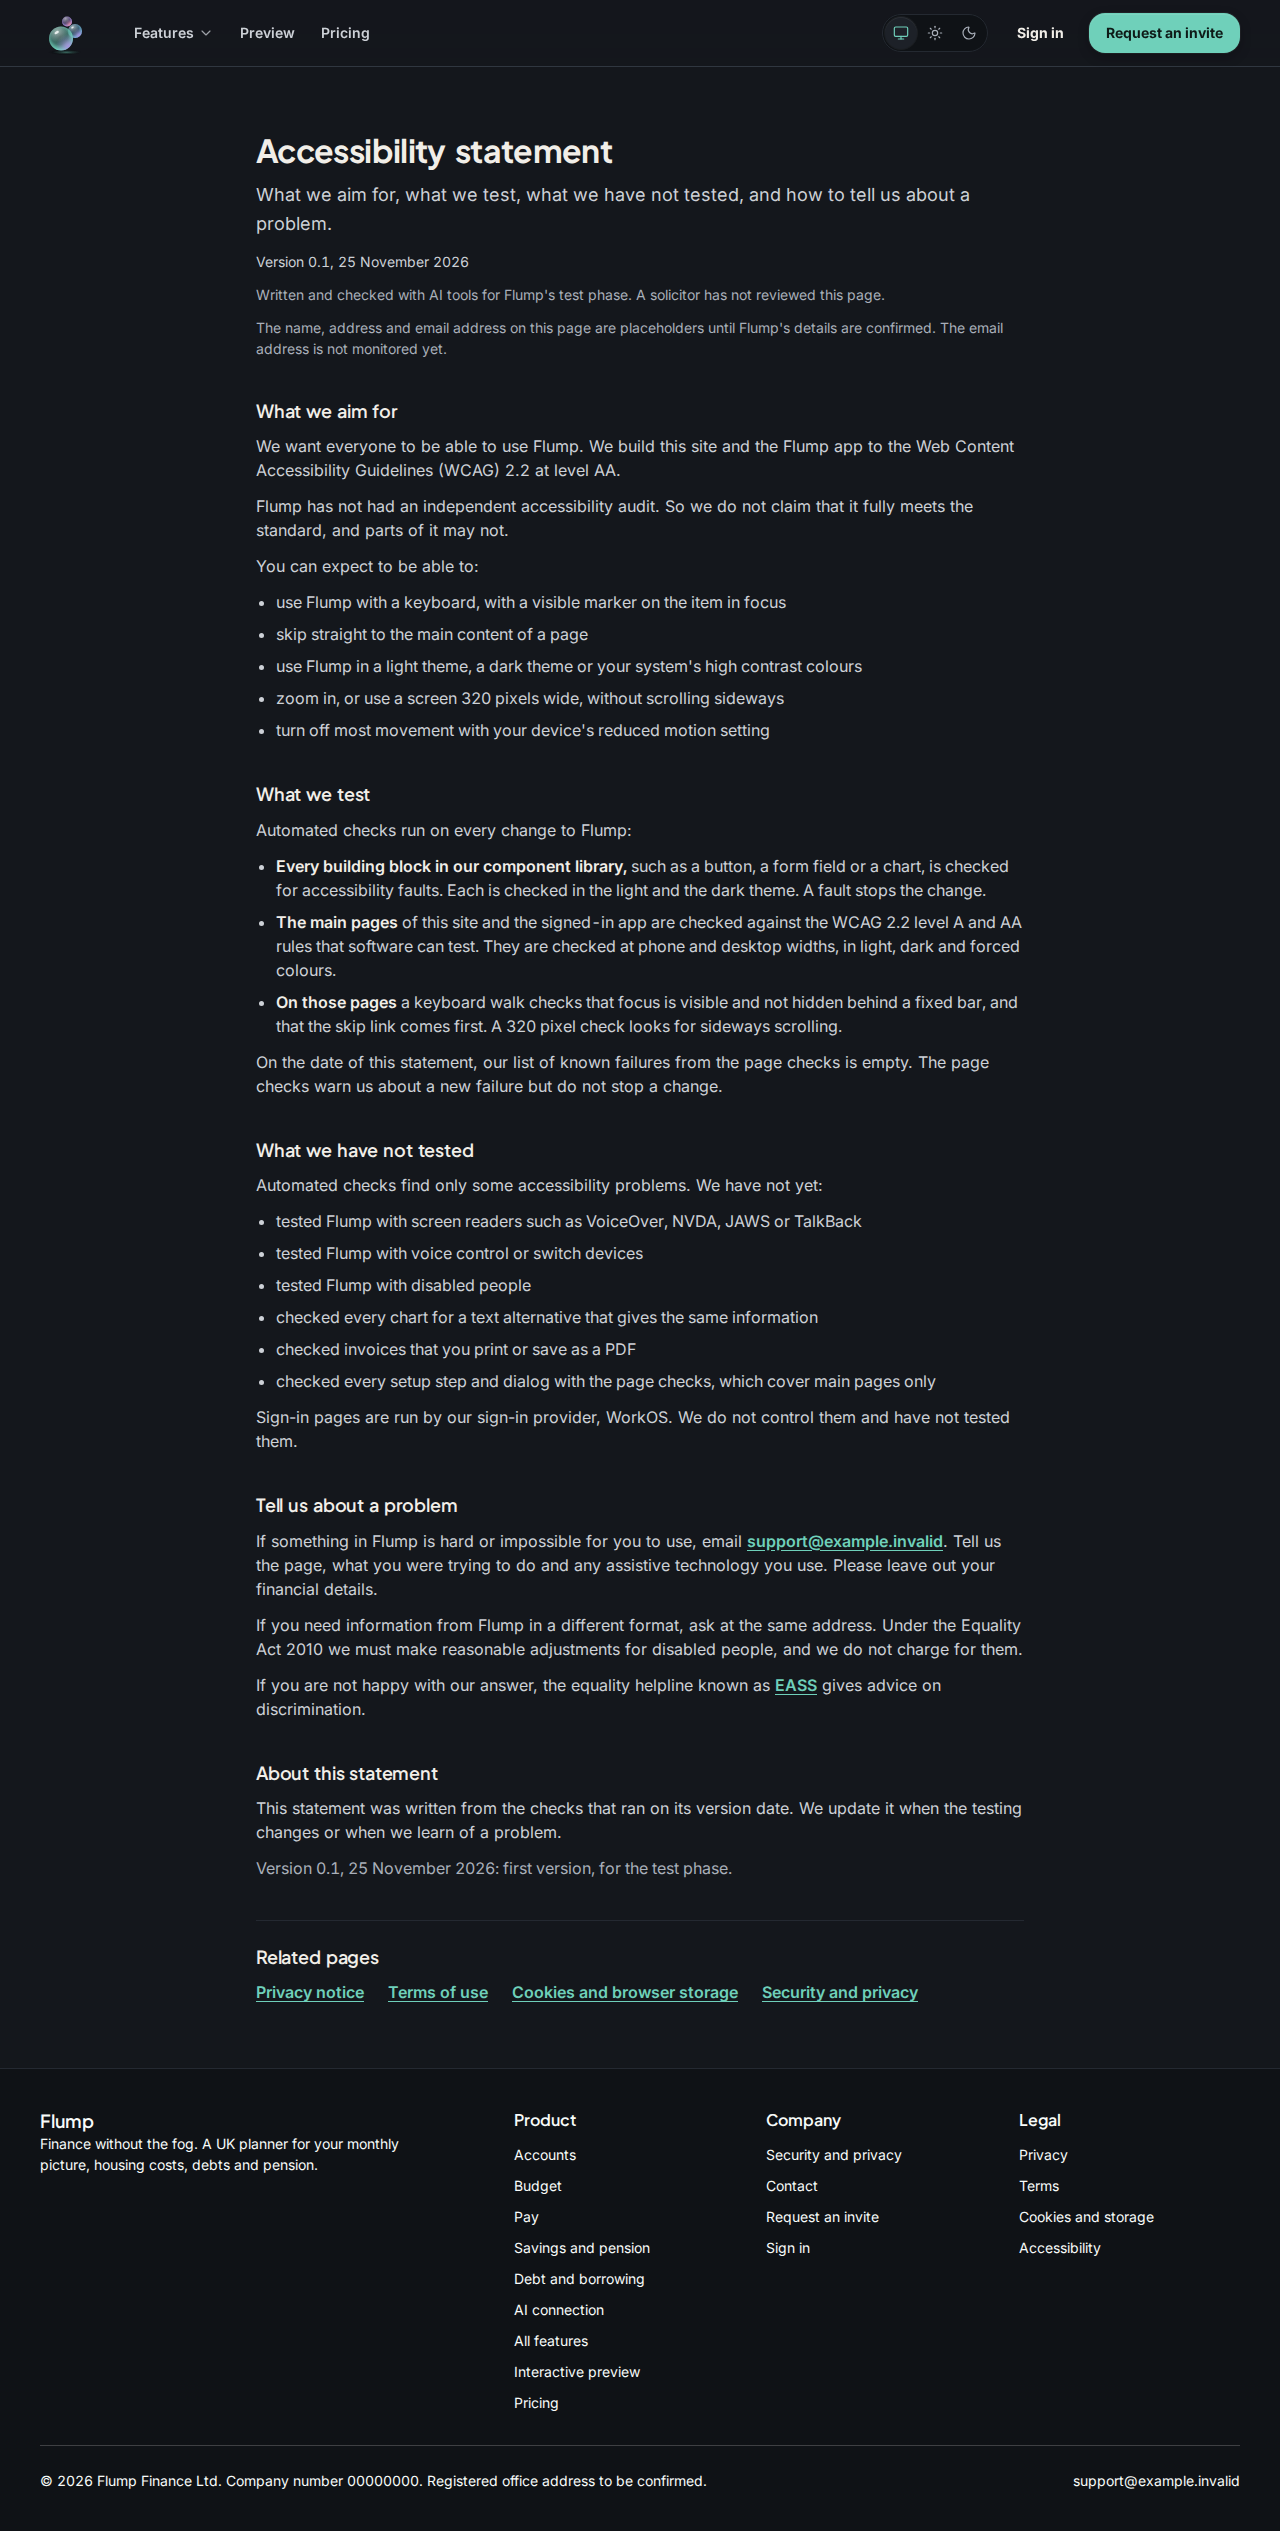 Features
Preview
Pricing
Sign in
Request an invite
Accessibility statement
What we aim for, what we test, what we have not tested, and how to tell us about a
problem.
Version 0.1, 25 November 2026
Written and checked with AI tools for Flump's test phase. A solicitor has not reviewed this page.
The name, address and email address on this page are placeholders until Flump's details are confirmed. The email
address is not monitored yet.
What we aim for
We want everyone to be able to use Flump. We build this site and the Flump app to the Web Content
Accessibility Guidelines (WCAG) 2.2 at level AA.
Flump has not had an independent accessibility audit. So we do not claim that it fully meets the
standard, and parts of it may not.
You can expect to be able to:
• use Flump with a keyboard, with a visible marker on the item in focus
• skip straight to the main content of a page
• use Flump in a light theme, a dark theme or your system's high contrast colours
• zoom in, or use a screen 320 pixels wide, without scrolling sideways
• turn off most movement with your device's reduced motion setting
What we test
Automated checks run on every change to Flump:
• Every building block in our component library, such as a button, a form field or a chart, is checked
for accessibility faults. Each is checked in the light and the dark theme. A fault stops the change.
• The main pages of this site and the signed-in app are checked against the WCAG 2.2 level A and AA
rules that software can test. They are checked at phone and desktop widths, in light, dark and forced
colours.
• On those pages a keyboard walk checks that focus is visible and not hidden behind a fixed bar, and
that the skip link comes first. A 320 pixel check looks for sideways scrolling.
On the date of this statement, our list of known failures from the page checks is empty. The page
checks warn us about a new failure but do not stop a change.
What we have not tested
Automated checks find only some accessibility problems. We have not yet:
• tested Flump with screen readers such as VoiceOver, NVDA, JAWS or TalkBack
• tested Flump with voice control or switch devices
• tested Flump with disabled people
• checked every chart for a text alternative that gives the same information
• checked invoices that you print or save as a PDF
• checked every setup step and dialog with the page checks, which cover main pages only
Sign-in pages are run by our sign-in provider, WorkOS. We do not control them and have not tested
them.
Tell us about a problem
If something in Flump is hard or impossible for you to use, email support@example.invalid. Tell us
the page, what you were trying to do and any assistive technology you use. Please leave out your
financial details.
If you need information from Flump in a different format, ask at the same address. Under the Equality
Act 2010 we must make reasonable adjustments for disabled people, and we do not charge for them.
If you are not happy with our answer, the equality helpline known as EASS gives advice on
discrimination.
About this statement
This statement was written from the checks that ran on its version date. We update it when the testing
changes or when we learn of a problem.
Version 0.1, 25 November 2026: first version, for the test phase.
Related pages
Privacy notice
Terms of use
Cookies and browser storage
Security and privacy
Flump
Finance without the fog. A UK planner for your monthly
picture, housing costs, debts and pension.
Product
Accounts
Budget
Pay
Savings and pension
Debt and borrowing
AI connection
All features
Interactive preview
Pricing
Company
Security and privacy
Contact
Request an invite
Sign in
Legal
Privacy
Terms
Cookies and storage
Accessibility
© 2026 Flump Finance Ltd. Company number 00000000. Registered office address to be confirmed.
support@example.invalid